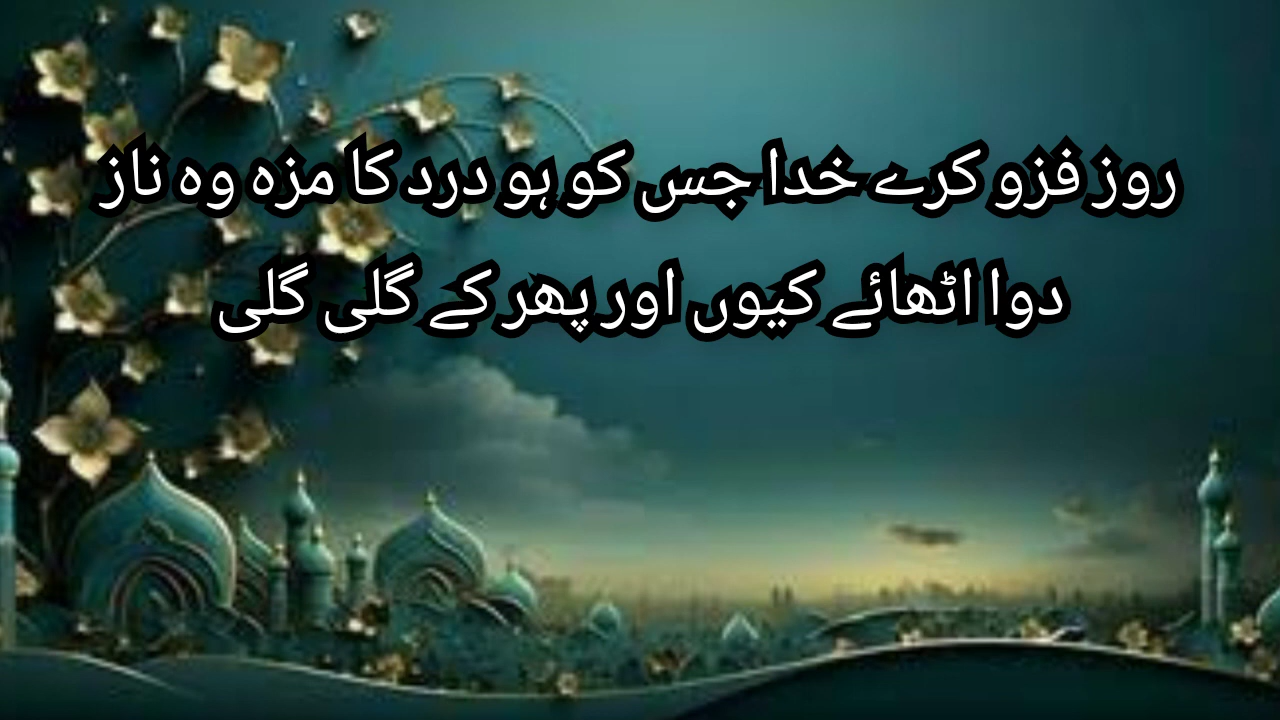 روز فزو کرے خدا جس کو ہو درد کا مزہ وہ ناز
دوا اٹھائے کیوں اور پھر کے گلی گلی